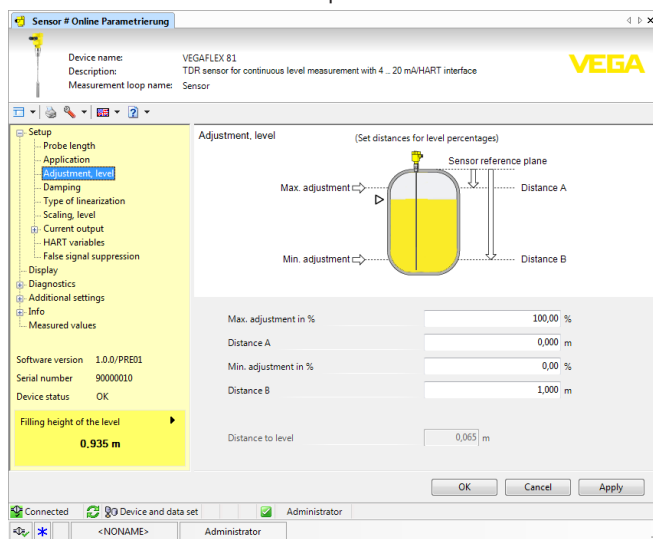 Sensor # Online Parametrierung
Device name: VEGAFLEX 81
Description: TDR sensor for continuous level measurement with 4 .. 20 mA/HART interface
Measurement loop name: Sensor
VEGA
Setup
Probe length
Application
Adjustment, level
Damping
Type of linearization
Scaling, level
Current output
HART variables
False signal suppression
Display
Diagnostics
Additional settings
Info
Measured values
Software version 1.0.0/PRE01
Serial number 90000010
Device status OK
Filling height of the level
0,935 m
Adjustment, level (Set distances for level percentages)
Sensor reference plane
Max. adjustment Distance A
Min. adjustment Distance B
Max. adjustment in % 100,00 %
Distance A 0,000 m
Min. adjustment in % 0,00 %
Distance B 1,000 m
Distance to level 0,065 m
OK Cancel Apply
Connected Device and data set Administrator
<NONAME> Administrator